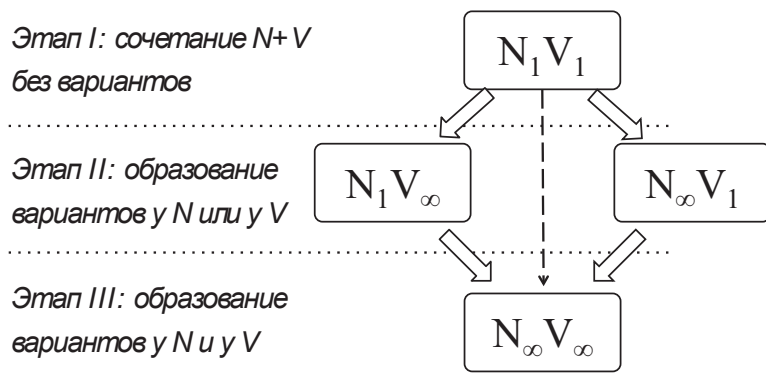 Этап I: сочетание N+V
без вариантов
N₁V₁
Этап II: образование
вариантов у N или у V
N₁V∞
N∞V₁
Этап III: образование
вариантов у N и у V
N∞V∞